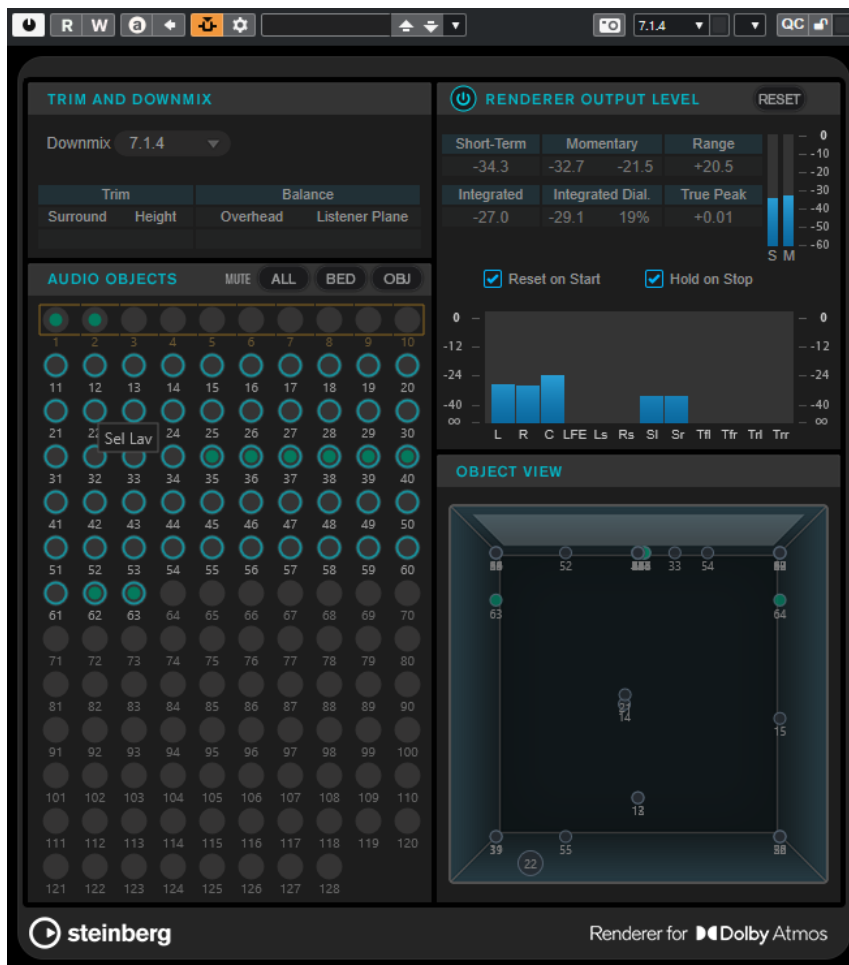 R W a 7.1.4 QC
TRIM AND DOWNMIX
Downmix 7.1.4
Trim Balance
Surround Height Overhead Listener Plane
RENDERER OUTPUT LEVEL RESET
Short-Term Momentary Range
-34.3 -32.7 -21.5 +20.5
Integrated Integrated Dial. True Peak
-27.0 -29.1 19% +0.01
0
-10
-20
-30
-40
-50
-60
S M
Reset on Start Hold on Stop
0 0
-12 -12
-24 -24
-40 -40
∞ ∞
L R C LFE Ls Rs Sl Sr Tfl Tfr Trl Trr
AUDIO OBJECTS MUTE ALL BED OBJ
1 2 3 4 5 6 7 8 9 10
11 12 13 14 15 16 17 18 19 20
21 24 25 26 27 28 29 30
Sel Lav
31 32 33 34 35 36 37 38 39 40
41 42 43 44 45 46 47 48 49 50
51 52 53 54 55 56 57 58 59 60
61 62 63 64 65 66 67 68 69 70
71 72 73 74 75 76 77 78 79 80
81 82 83 84 85 86 87 88 89 90
91 92 93 94 95 96 97 98 99 100
101 102 103 104 105 106 107 108 109 110
111 112 113 114 115 116 117 118 119 120
121 122 123 124 125 126 127 128
OBJECT VIEW
52 33 54
63 64
14
15
55
22
steinberg
Renderer for Dolby Atmos